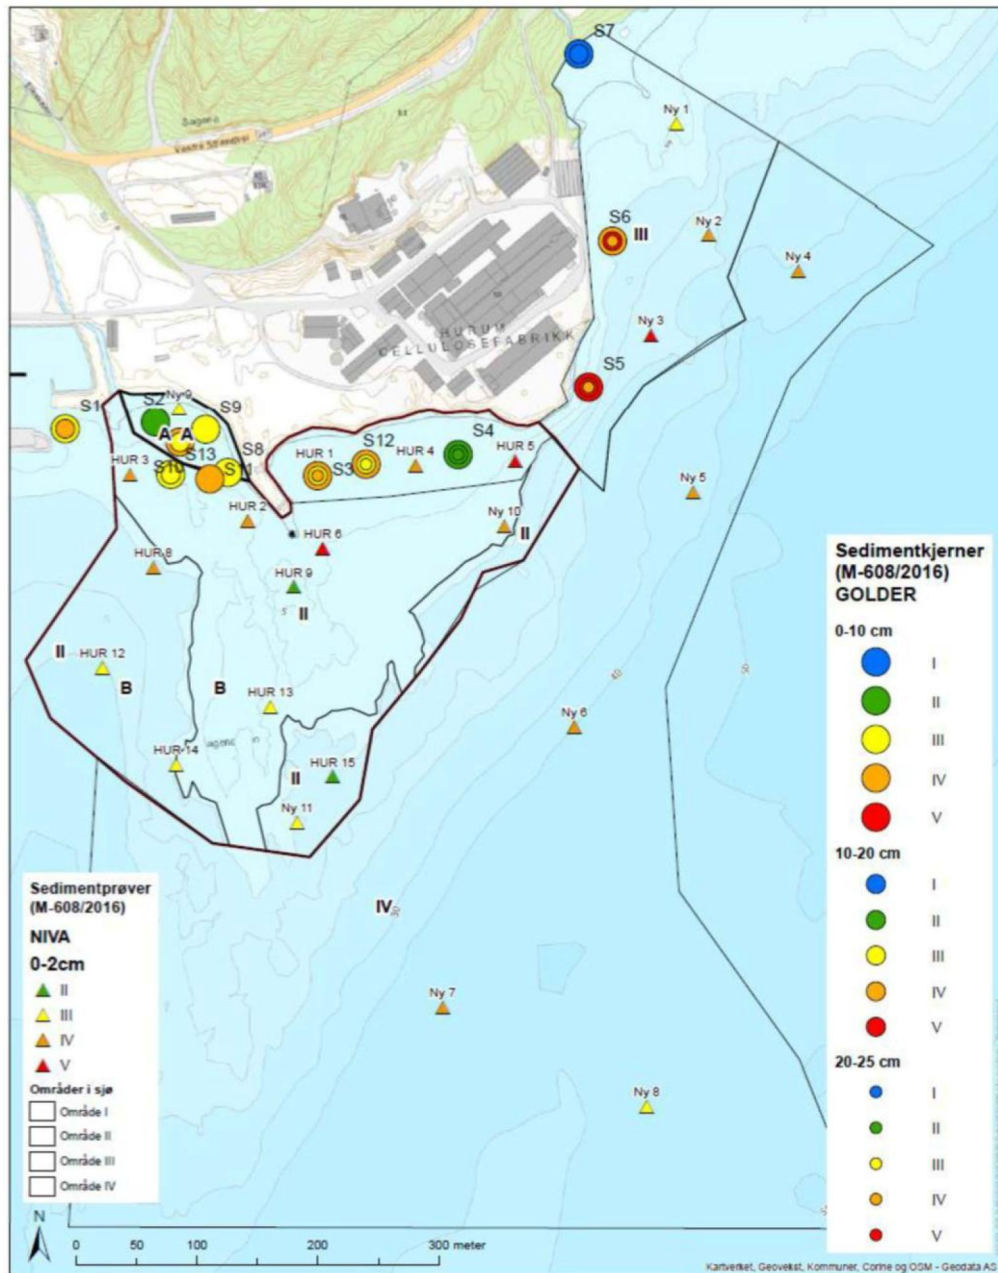 S7
Ny 1
Sagena
S6
III
Ny 2
Ny 4
HURUM
CELLULOSEFABRIKK
Ny 3
S5
S1
S2
Ny 9
S9
A A
S13
S8
S12
HUR 1
HUR 4
S4
HUR 5
HUR 3
S10
S11
S3
Ny 5
HUR 2
Ny 10
II
HUR 6
HUR 8
HUR 9
II
II
HUR 12
B
B
HUR 13
HUR 14
II
HUR 15
Ny 11
Ny 6
40
50
IV
Ny 7
Ny 8
Sedimentkjerner
(M-608/2016)
GOLDER
0-10 cm
I
II
III
IV
V
10-20 cm
I
II
III
IV
V
20-25 cm
I
II
III
IV
V
Sedimentprøver
(M-608/2016)
NIVA
0-2cm
II
III
IV
V
Områder i sjø
Område I
Område II
Område III
Område IV
N
0 100 200 300 meter
Kartverket, Geovekst, Kommuner, Corine og OSM - Geodata AS